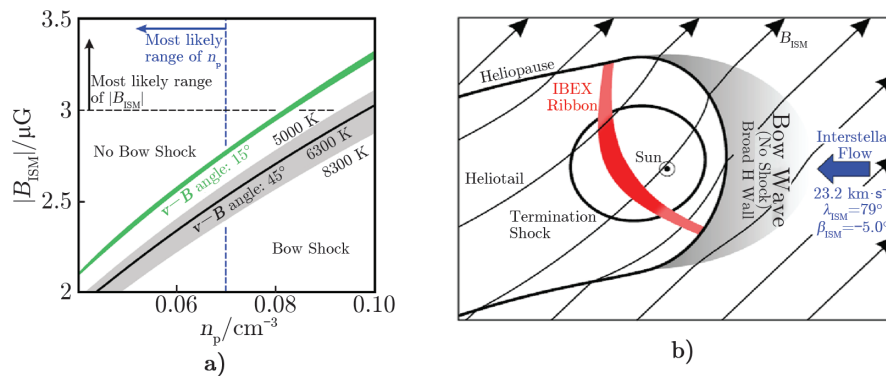 3.5
3
2.5
2
|B_ISM|/μG
Most likely
range of n_p
Most likely range
of |B_ISM|
No Bow Shock
v−B angle: 15°
5000 K
6300 K
8300 K
v−B angle: 45°
Bow Shock
0.06
0.08
0.10
n_p/cm⁻³
a)
B_ISM
Heliopause
IBEX
Ribbon
Sun
Heliotail
Termination
Shock
Bow Wave
(No Shock)
Broad H Wall
Interstella
Flow
23.2 km·s⁻
λ_ISM=79°
β_ISM=−5.0°
b)